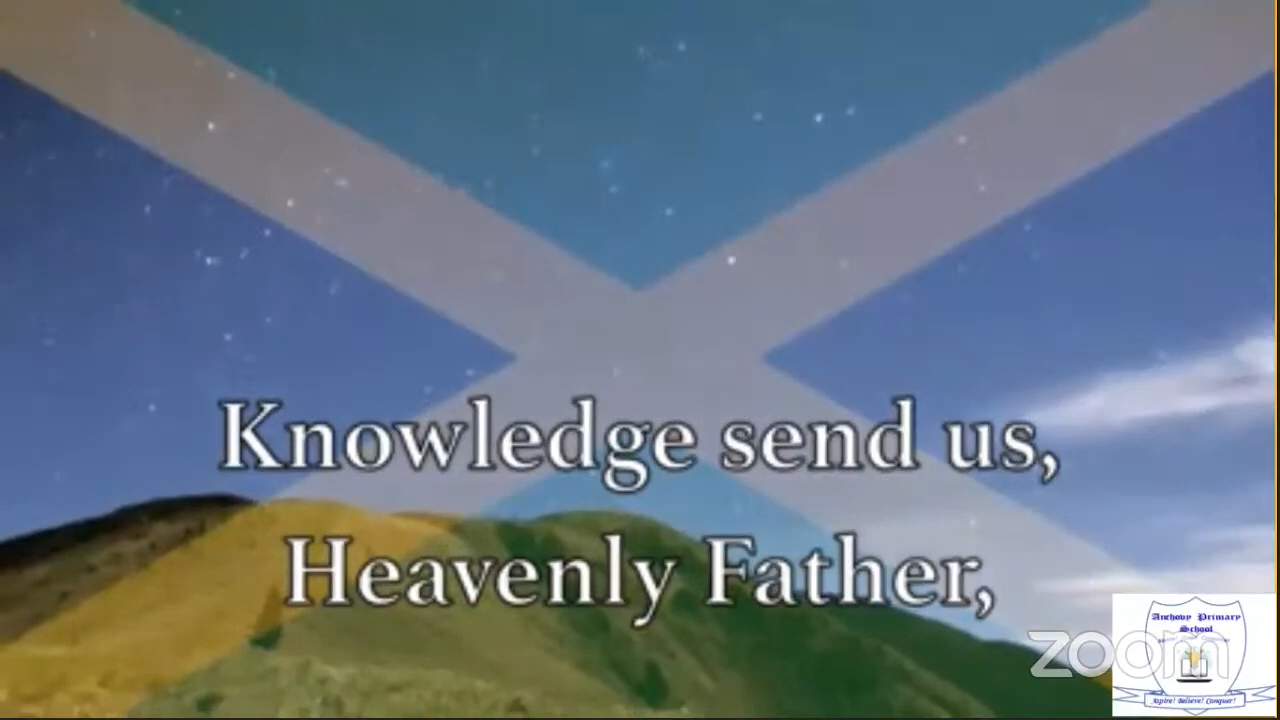 Knowledge send us,
Heavenly Father,
zoom
Anchovy Primary
School
Aspire! Believe! Conquer!